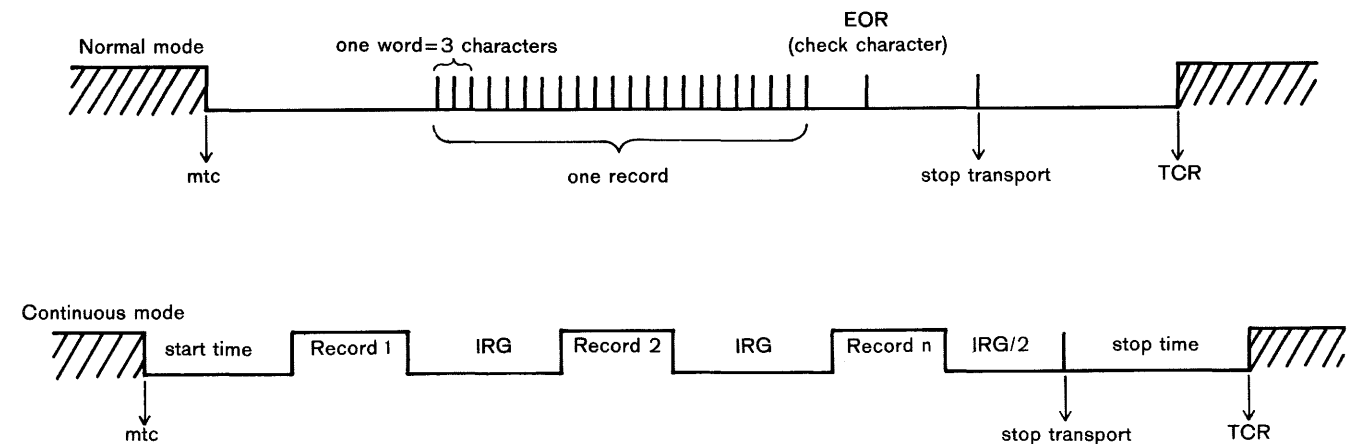 EOR
Normal mode
one word=3 characters
(check character)
mtc
one record
stop transport
TCR
Continuous mode
start time
Record 1
IRG
Record 2
IRG
Record n
IRG/2
stop time
mtc
stop transport
TCR